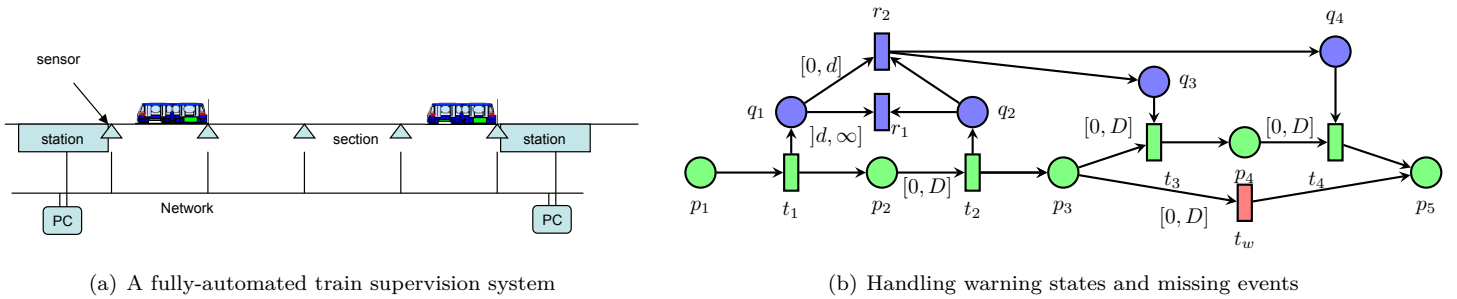 sensor
station
section
station
Network
PC
PC
(a) A fully-automated train supervision system
r₂
q₄
[0, d]
q₃
q₁
q₂
r₁
]d, ∞]
[0, D]
[0, D]
[0, D]
p₁
t₁
p₂
t₂
p₃
t₃
p₄
t₄
p₅
[0, D]
t_w
(b) Handling warning states and missing events